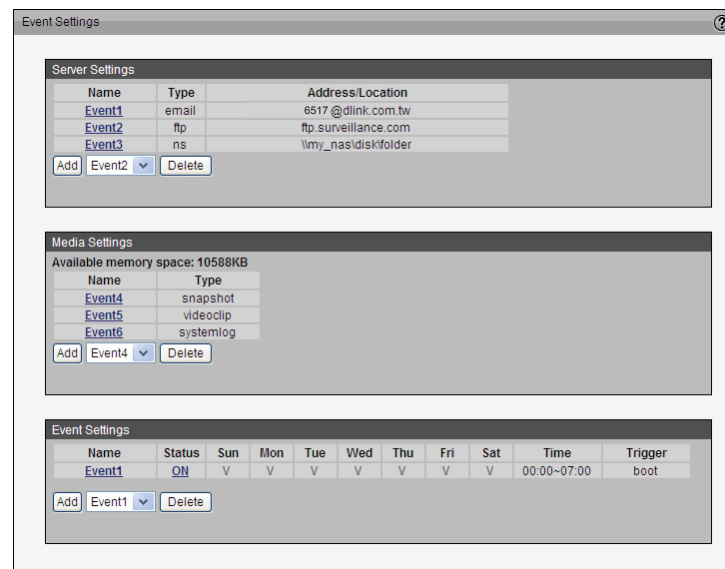 Event Settings ?
Server Settings
Name Type Address/Location
Event1 email 6517 @dlink.com.tw
Event2 ftp ftp.surveillance.com
Event3 ns \\my_nas\disk\folder
Add Event2 Delete
Media Settings
Available memory space: 10588KB
Name Type
Event4 snapshot
Event5 videoclip
Event6 systemlog
Add Event4 Delete
Event Settings
Name Status Sun Mon Tue Wed Thu Fri Sat Time Trigger
Event1 ON V V V V V V V 00:00~07:00 boot
Add Event1 Delete